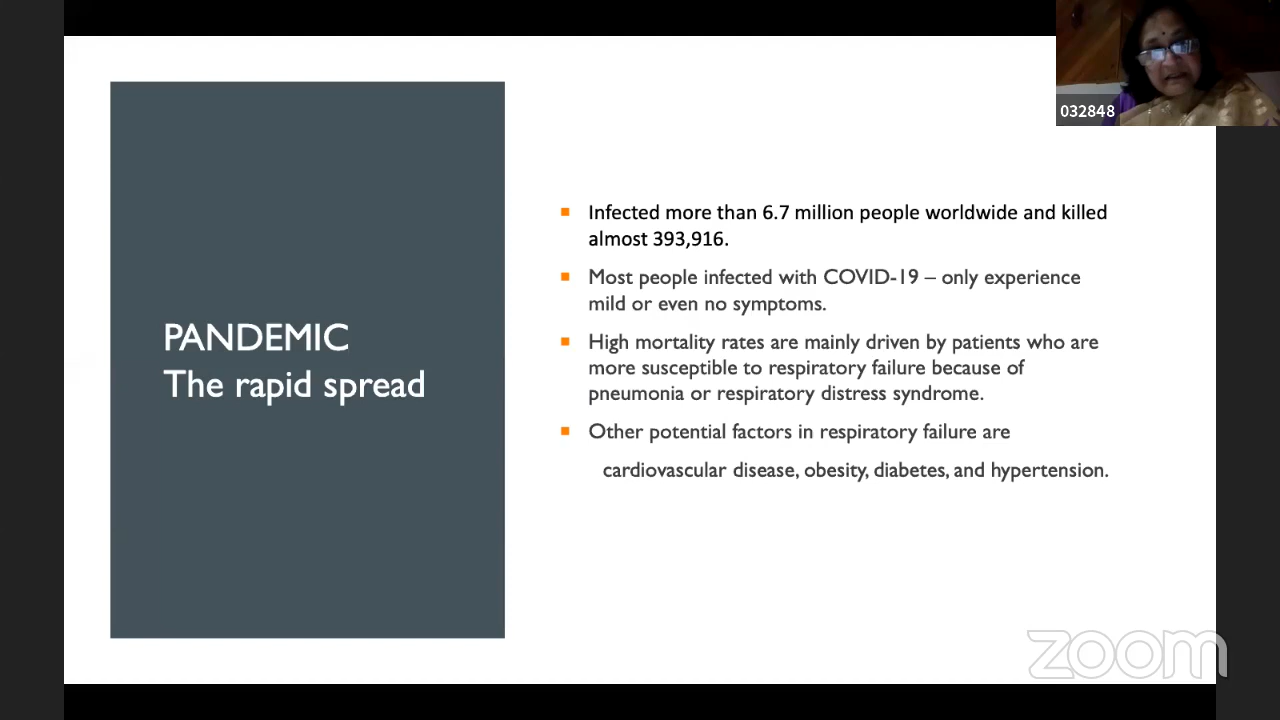 032848
PANDEMIC
The rapid spread
Infected more than 6.7 million people worldwide and killed
almost 393,916.
Most people infected with COVID-19 – only experience
mild or even no symptoms.
High mortality rates are mainly driven by patients who are
more susceptible to respiratory failure because of
pneumonia or respiratory distress syndrome.
Other potential factors in respiratory failure are
cardiovascular disease, obesity, diabetes, and hypertension.
zoom